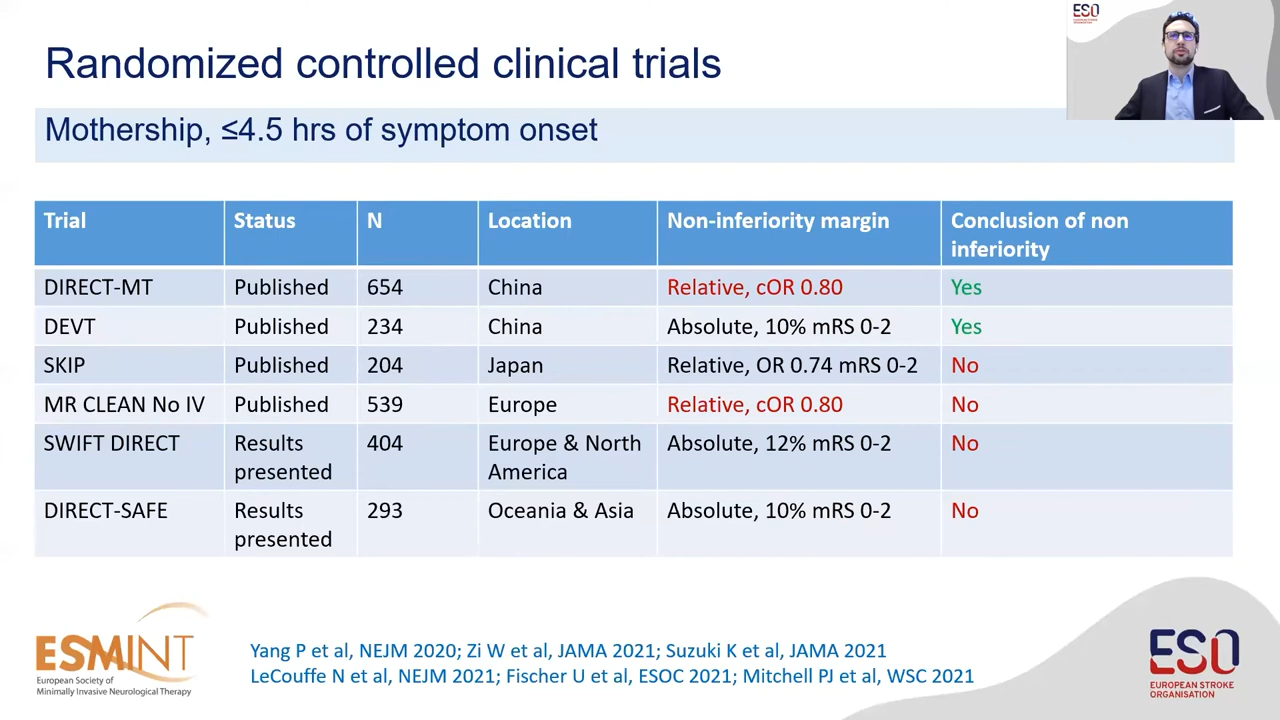 Randomized controlled clinical trials
Mothership, ≤4.5 hrs of symptom onset
ESO
EUROPEAN STROKE
ORGANISATION
Trial Status N Location Non-inferiority margin Conclusion of non
inferiority
DIRECT-MT Published 654 China Relative, cOR 0.80 Yes
DEVT Published 234 China Absolute, 10% mRS 0-2 Yes
SKIP Published 204 Japan Relative, OR 0.74 mRS 0-2 No
MR CLEAN No IV Published 539 Europe Relative, cOR 0.80 No
SWIFT DIRECT Results 404 Europe & North Absolute, 12% mRS 0-2 No
presented America
DIRECT-SAFE Results 293 Oceania & Asia Absolute, 10% mRS 0-2 No
presented
ESMINT
European Society of
Minimally Invasive Neurological Therapy
Yang P et al, NEJM 2020; Zi W et al, JAMA 2021; Suzuki K et al, JAMA 2021
LeCouffe N et al, NEJM 2021; Fischer U et al, ESOC 2021; Mitchell PJ et al, WSC 2021
ESO
EUROPEAN STROKE
ORGANISATION